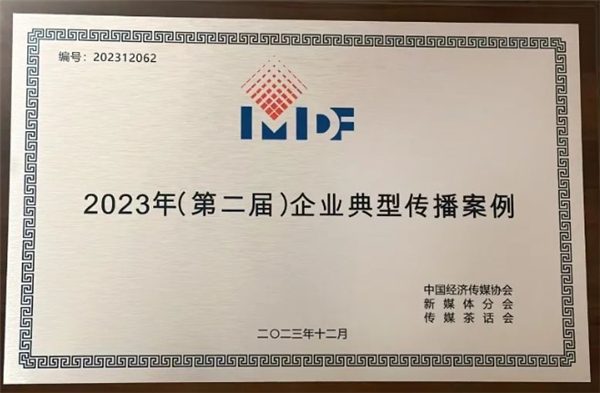 编号：202312062
IMDF
2023年(第二届)企业典型传播案例
中国经济传媒协会
新媒体分会
传媒茶话会
二〇二三年十二月